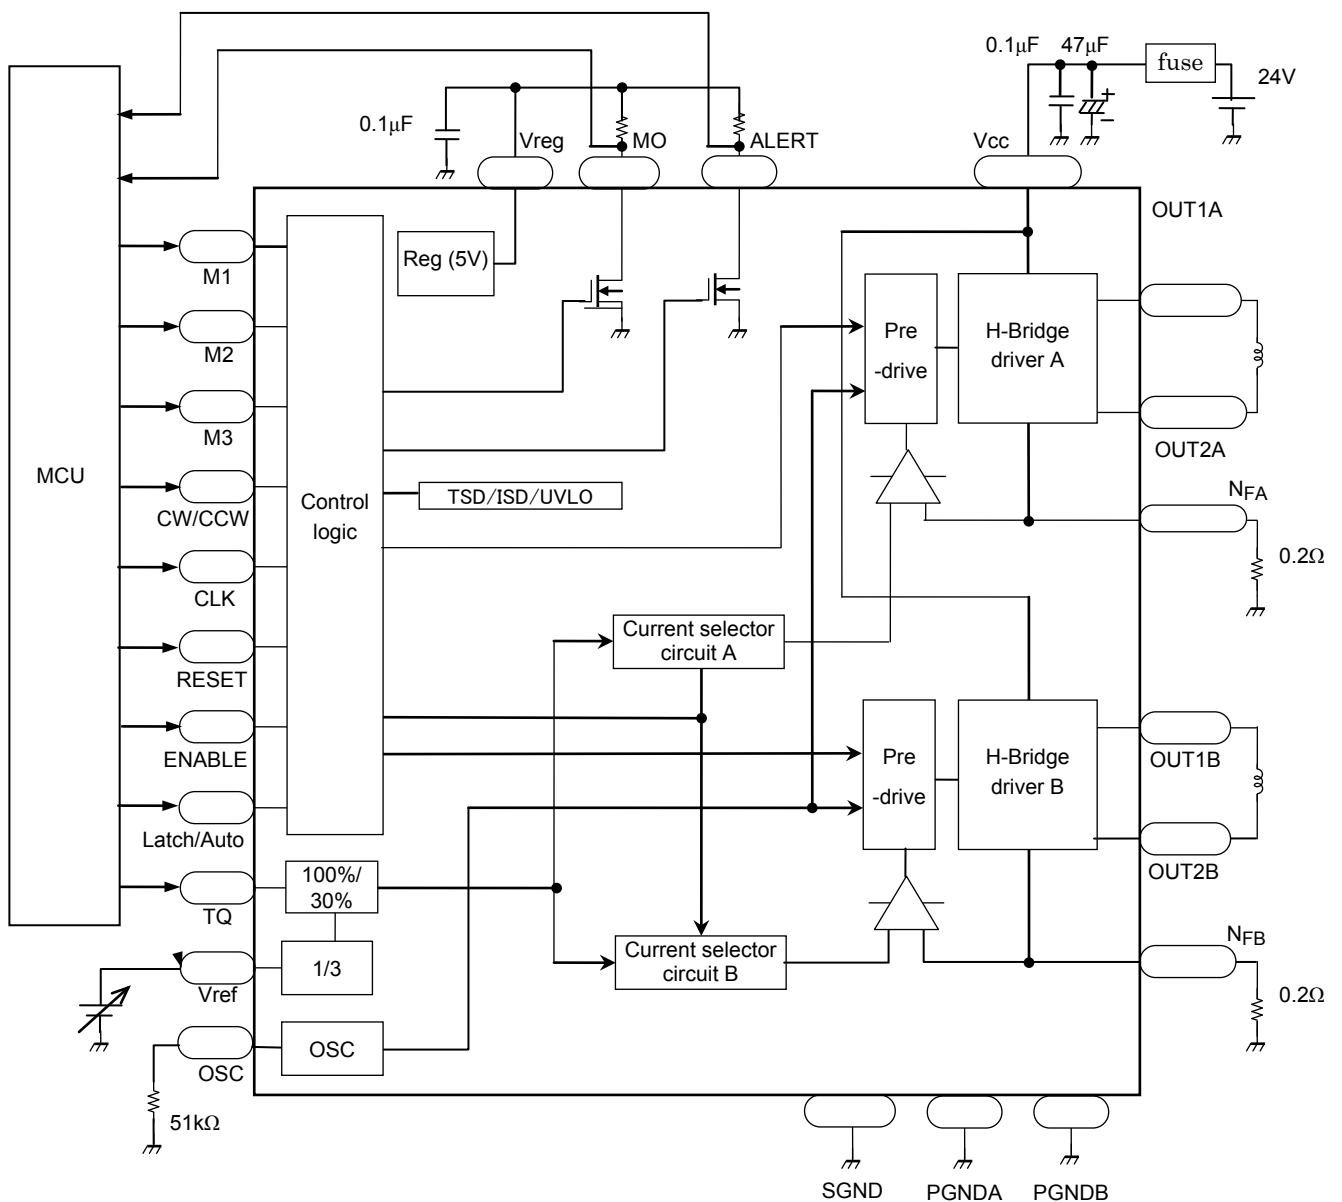 0.1μF
47μF
fuse
24V
0.1μF
Vreg
MO
ALERT
Vcc
OUT1A
M1
Reg (5V)
M2
Pre
-drive
H-Bridge
driver A
M3
OUT2A
MCU
CW/CCW
Control
logic
TSD/ISD/UVLO
NFA
0.2Ω
CLK
RESET
Current selector
circuit A
ENABLE
Pre
-drive
H-Bridge
driver B
OUT1B
Latch/Auto
OUT2B
TQ
100%/
30%
NFB
Vref
1/3
Current selector
circuit B
0.2Ω
OSC
OSC
51kΩ
SGND
PGNDA
PGNDB